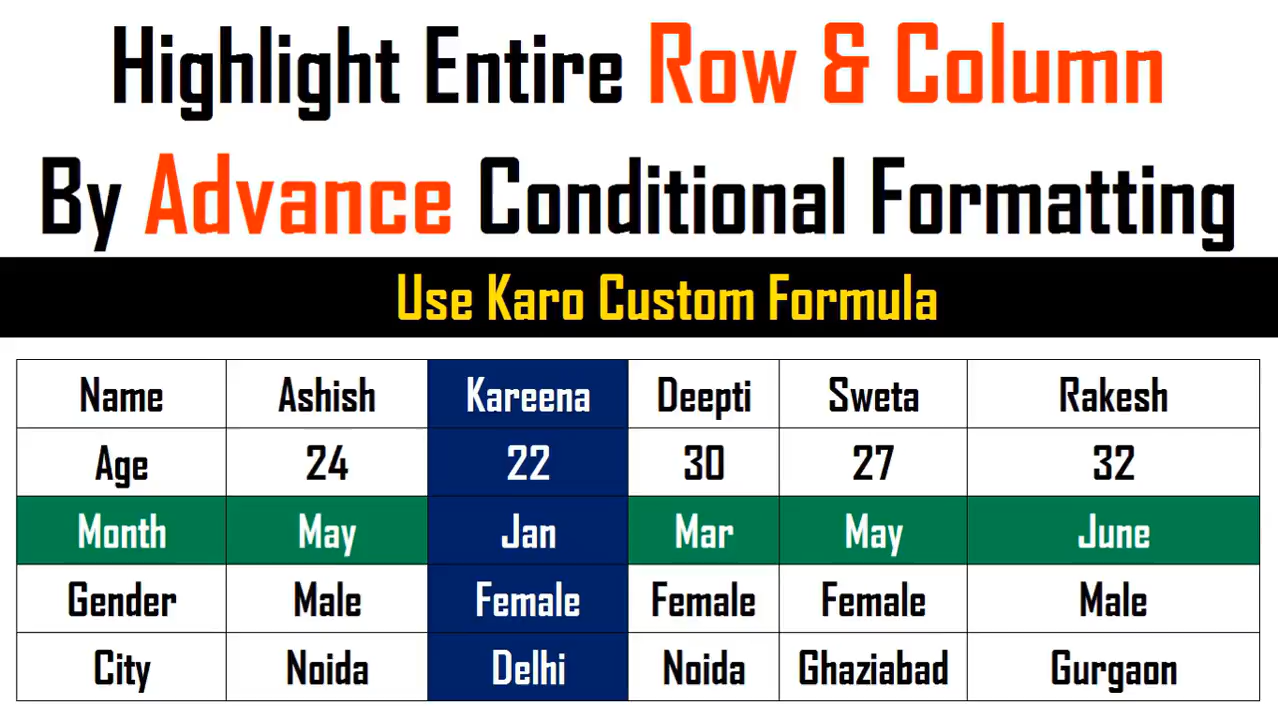 Highlight Entire Row & Column
By Advance Conditional Formatting
Use Karo Custom Formula
Name Ashish Kareena Deepti Sweta Rakesh
Age 24 22 30 27 32
Month May Jan Mar May June
Gender Male Female Female Female Male
City Noida Delhi Noida Ghaziabad Gurgaon